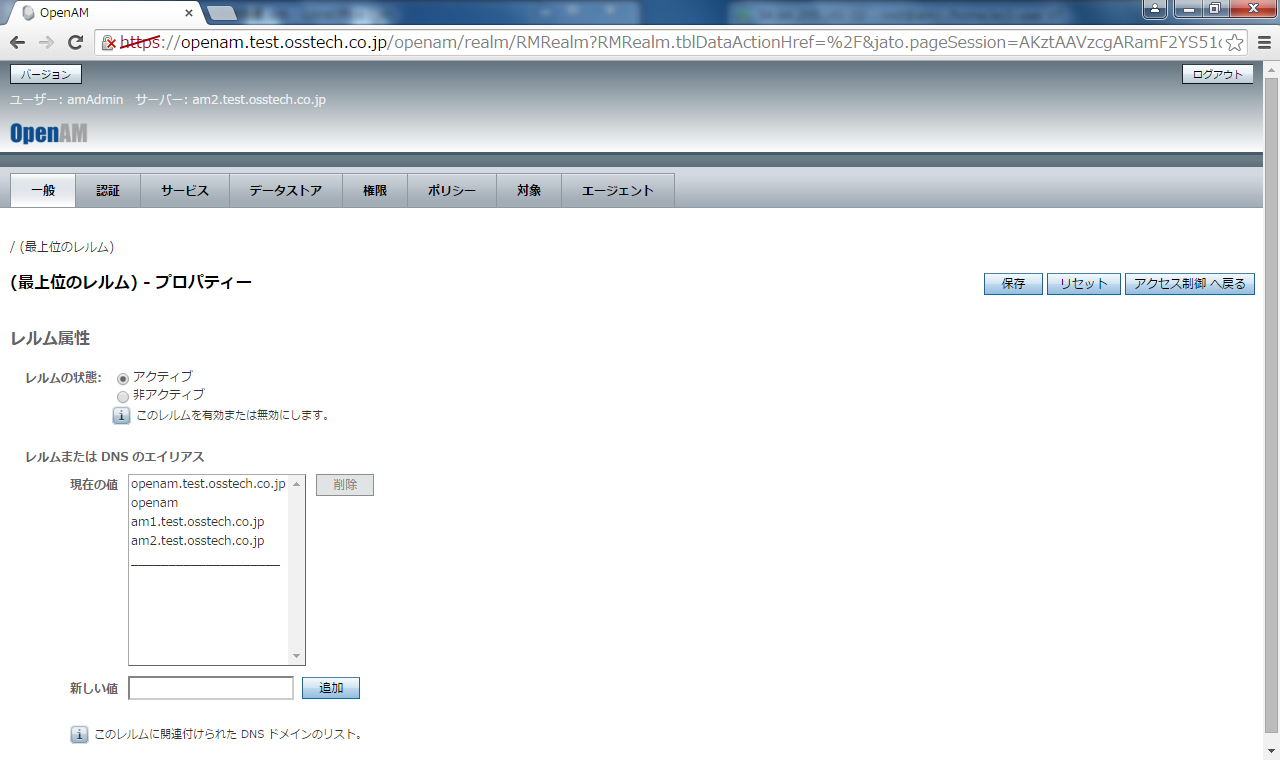 OpenAM
https://openam.test.osstech.co.jp/openam/realm/RMRealm?RMRealm.tblDataActionHref=%2F&jato.pageSession=AKztAAVzcgARamF2YS51
バージョン
ログアウト
ユーザー: amAdmin サーバー: am2.test.osstech.co.jp
OpenAM
一般 認証 サービス データストア 権限 ポリシー 対象 エージェント
/ (最上位のレルム)
(最上位のレルム) - プロパティー
保存 リセット アクセス制御 へ戻る
レルム属性
レルムの状態: アクティブ
非アクティブ
このレルムを有効または無効にします。
レルムまたは DNS のエイリアス
現在の値 openam.test.osstech.co.jp 削除
openam
am1.test.osstech.co.jp
am2.test.osstech.co.jp
新しい値 追加
このレルムに関連付けられた DNS ドメインのリスト。